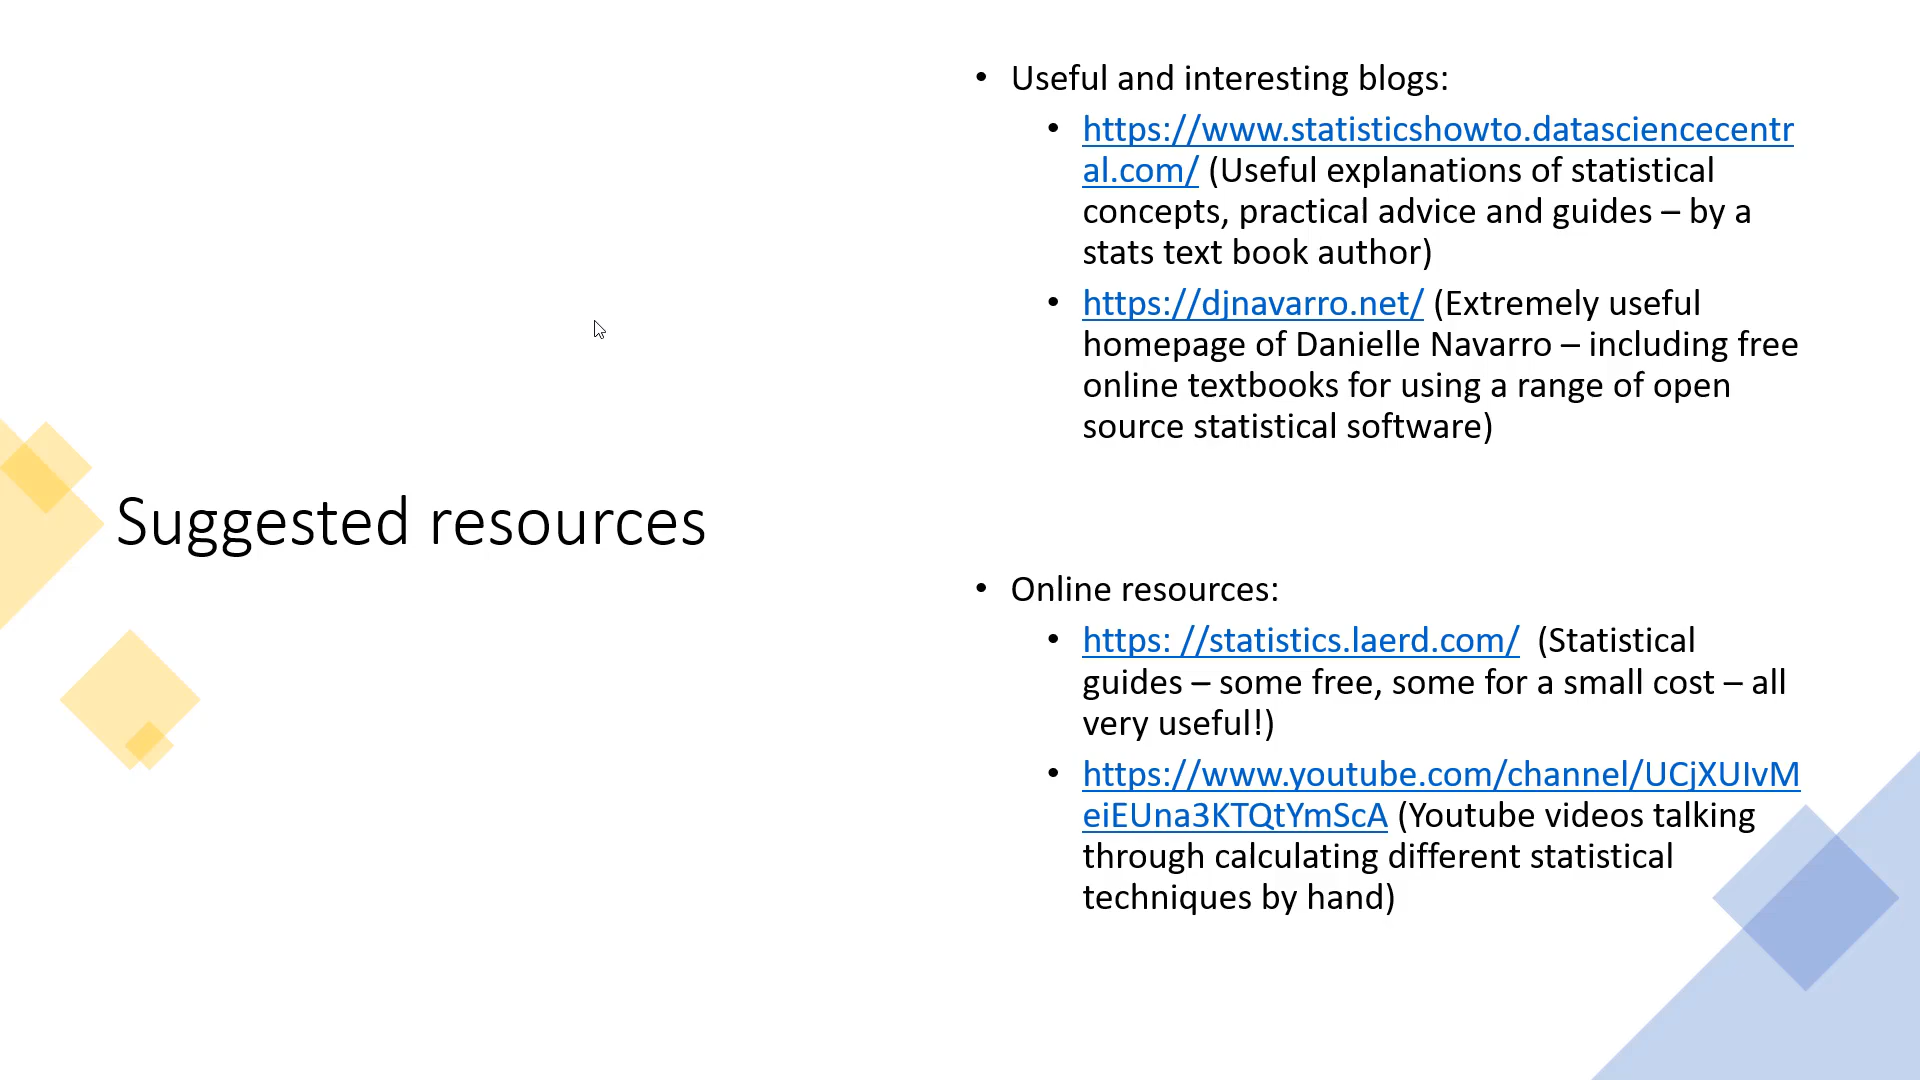 Suggested resources
• Useful and interesting blogs:
• https://www.statisticshowto.datasciencecentr
al.com/ (Useful explanations of statistical
concepts, practical advice and guides – by a
stats text book author)
• https://djnavarro.net/ (Extremely useful
homepage of Danielle Navarro – including free
online textbooks for using a range of open
source statistical software)
• Online resources:
• https: //statistics.laerd.com/  (Statistical
guides – some free, some for a small cost – all
very useful!)
• https://www.youtube.com/channel/UCjXUIvM
eiEUna3KTQtYmScA (Youtube videos talking
through calculating different statistical
techniques by hand)